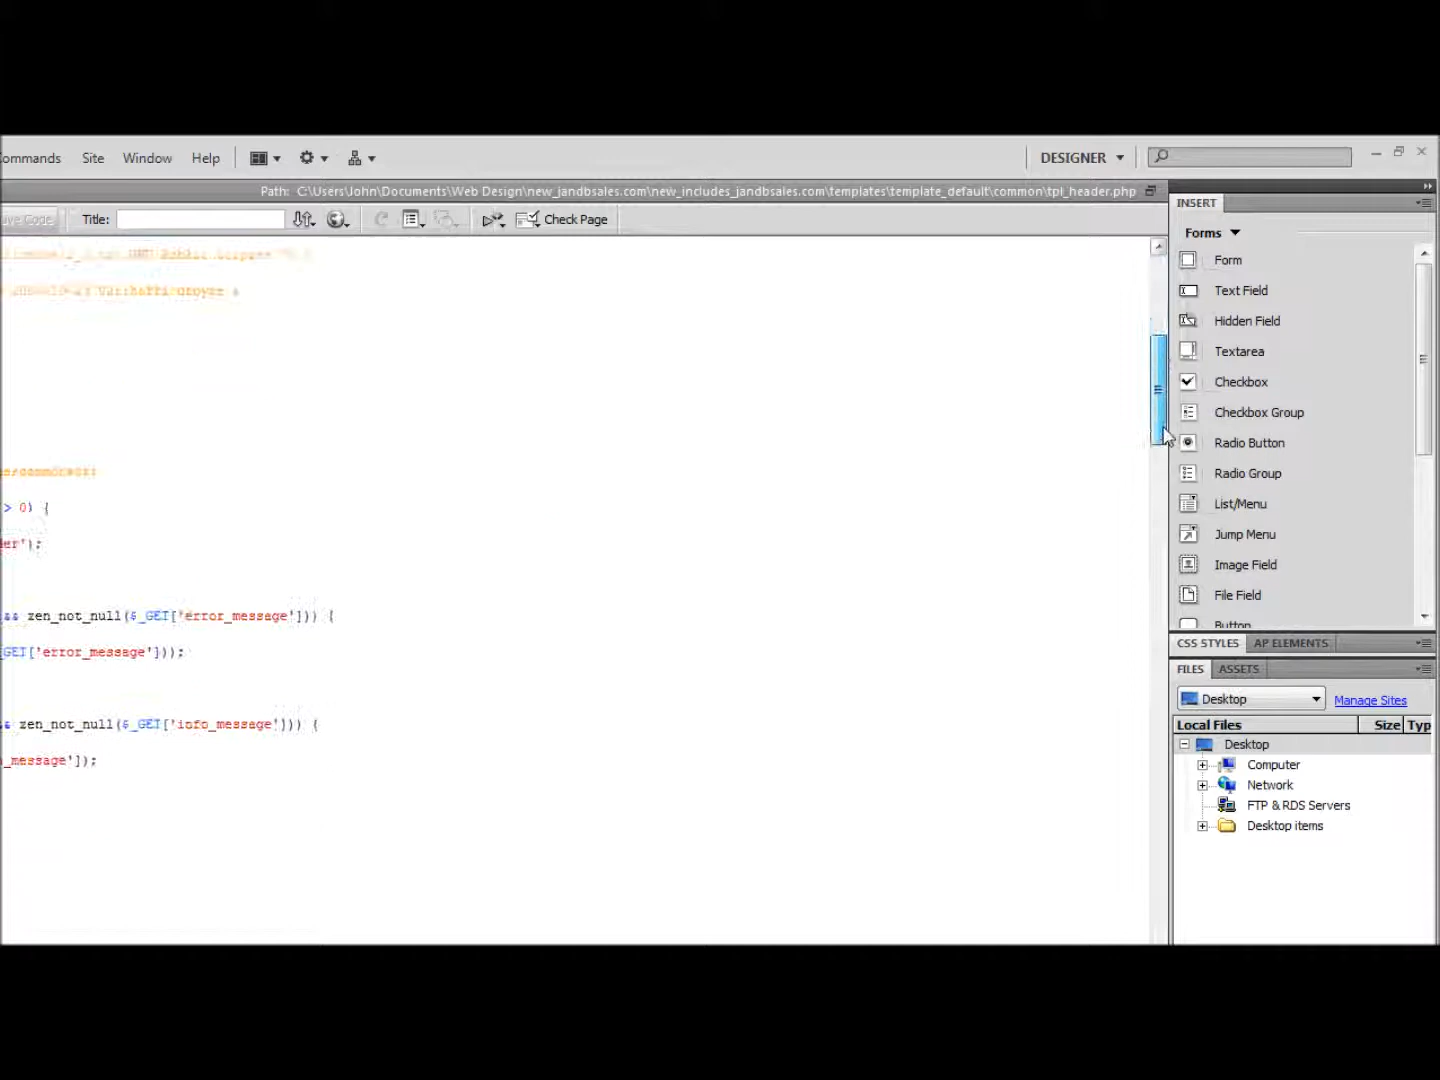 ommands Site Window Help DESIGNER
Path: C:\Users\John\Documents\Web Design\new_jandbsales.com\new_includes_jandbsales.com\templates\template_default\common\tpl_header.php
Title: Check Page
INSERT
Forms
Form
Text Field
Hidden Field
Textarea
Checkbox
Checkbox Group
Radio Button
Radio Group
List/Menu
Jump Menu
Image Field
File Field
Button
> 0) {
der');
&& zen_not_null($_GET['error_message'])) {
GET['error_message']));
zen_not_null($_GET['info_message'])) {
_message']);
CSS STYLES AP ELEMENTS
FILES ASSETS
Desktop Manage Sites
Local Files Size Typ
Desktop
Computer
Network
FTP & RDS Servers
Desktop items